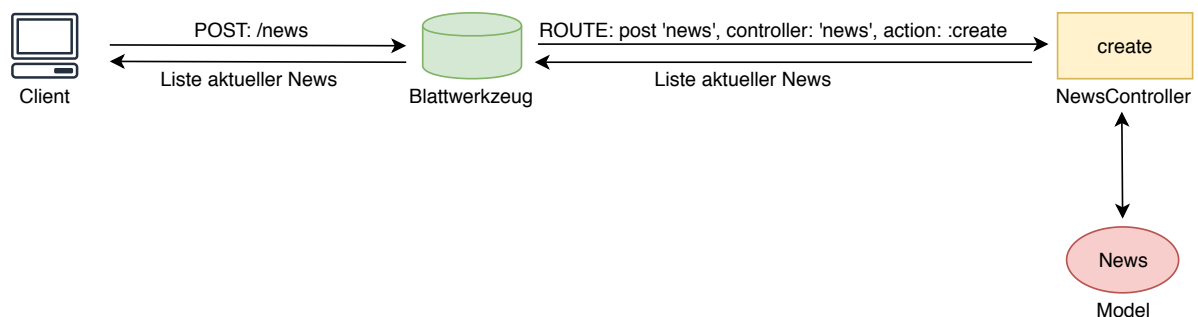 POST: /news
ROUTE: post 'news', controller: 'news', action: :create
create
Liste aktueller News
Liste aktueller News
Client
Blattwerkzeug
NewsController
News
Model